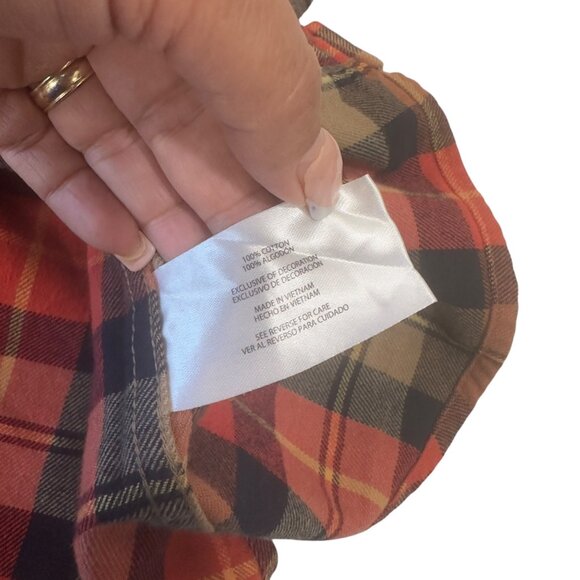 100% COTTON
100% ALGODÓN
EXCLUSIVE OF DECORATION
EXCLUSIVO DE DECORACIÓN
MADE IN VIETNAM
HECHO EN VIETNAM
SEE REVERSE FOR CARE
VER AL REVERSO PARA CUIDADO